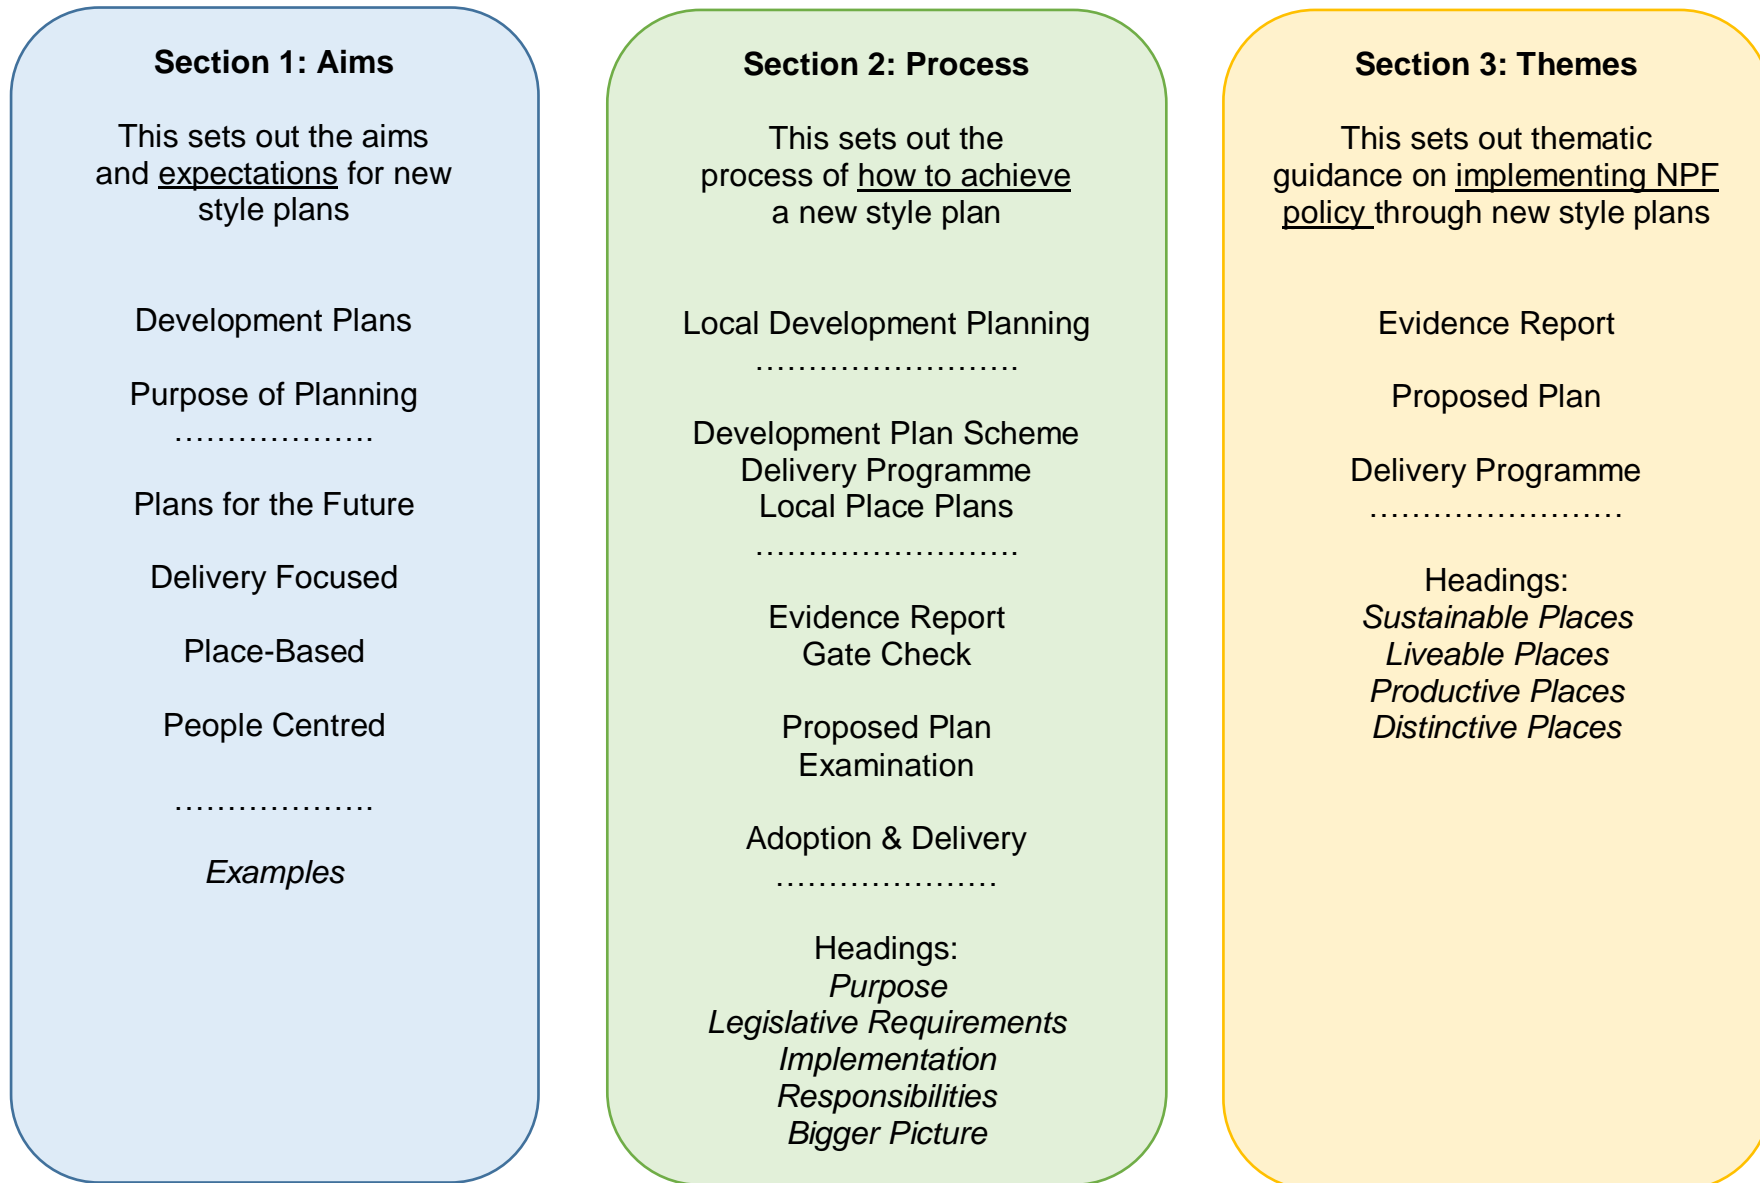 Section 1: Aims
This sets out the aims
and expectations for new
style plans
Development Plans
Purpose of Planning
……………….
Plans for the Future
Delivery Focused
Place-Based
People Centred
……………….
Examples
Section 2: Process
This sets out the
process of how to achieve
a new style plan
Local Development Planning
…………………….
Development Plan Scheme
Delivery Programme
Local Place Plans
…………………….
Evidence Report
Gate Check
Proposed Plan
Examination
Adoption & Delivery
…………………
Headings:
Purpose
Legislative Requirements
Implementation
Responsibilities
Bigger Picture
Section 3: Themes
This sets out thematic
guidance on implementing NPF
policy through new style plans
Evidence Report
Proposed Plan
Delivery Programme
……………………
Headings:
Sustainable Places
Liveable Places
Productive Places
Distinctive Places